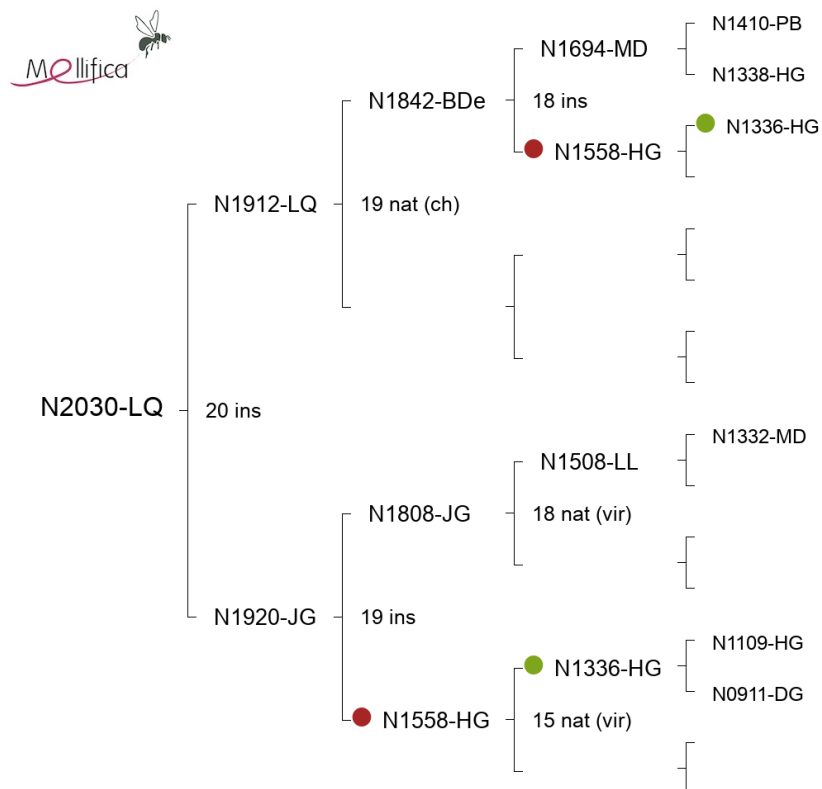 Mellifica
N1410-PB
N1694-MD
N1338-HG
N1842-BDe
18 ins
N1336-HG
N1558-HG
N1912-LQ
19 nat (ch)
N2030-LQ
20 ins
N1332-MD
N1508-LL
N1808-JG
18 nat (vir)
N1920-JG
19 ins
N1109-HG
N1336-HG
N0911-DG
N1558-HG
15 nat (vir)